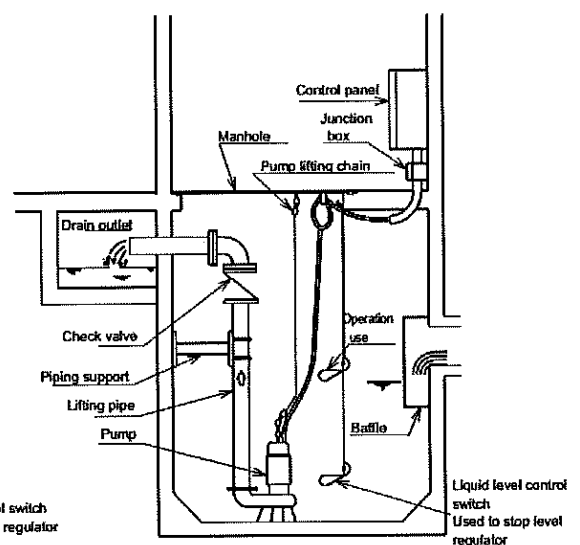 Control panel
Junction
box
Manhole
Pump lifting chain
Drain outlet
Check valve
Operation
use
Piping support
Lifting pipe
Pump
Baffle
Liquid level control
switch
Used to stop level
regulator
switch
regulator